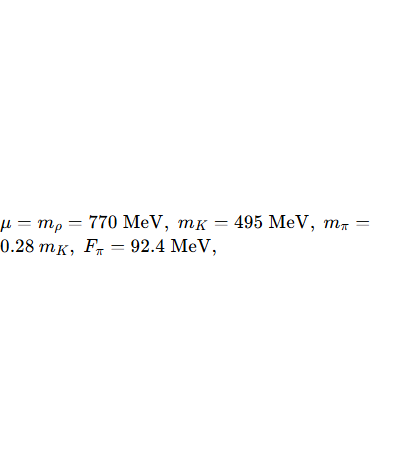 μ = m_ρ = 770 MeV, m_K = 495 MeV, m_π =
0.28 m_K, F_π = 92.4 MeV,